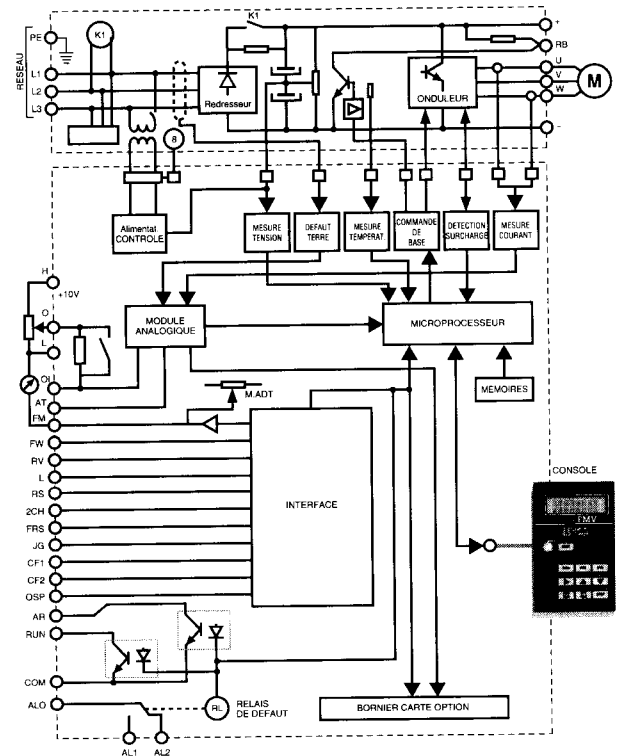 K1
K1
PE
RESEAU
L1
L2
L3
Redresseur
8
+
RB
U
V
W
M
-
ONDULEUR
Alimentat.
CONTROLE
MESURE
TENSION
DEFAUT
TERRE
MESURE
TEMPERAT.
COMMANDE
DE
BASE
DETECTION
SURCHARGE
MESURE
COURANT
H
+10V
O
L
OI
AT
FM
MODULE
ANALOGIQUE
MICROPROCESSEUR
MEMOIRES
M.ADT
FW
RV
L
RS
2CH
FRS
JG
CF1
CF2
OSP
AR
RUN
COM
ALO
AL1
AL2
INTERFACE
CONSOLE
FMV
RL
RELAIS
DE DEFAUT
BORNIER CARTE OPTION